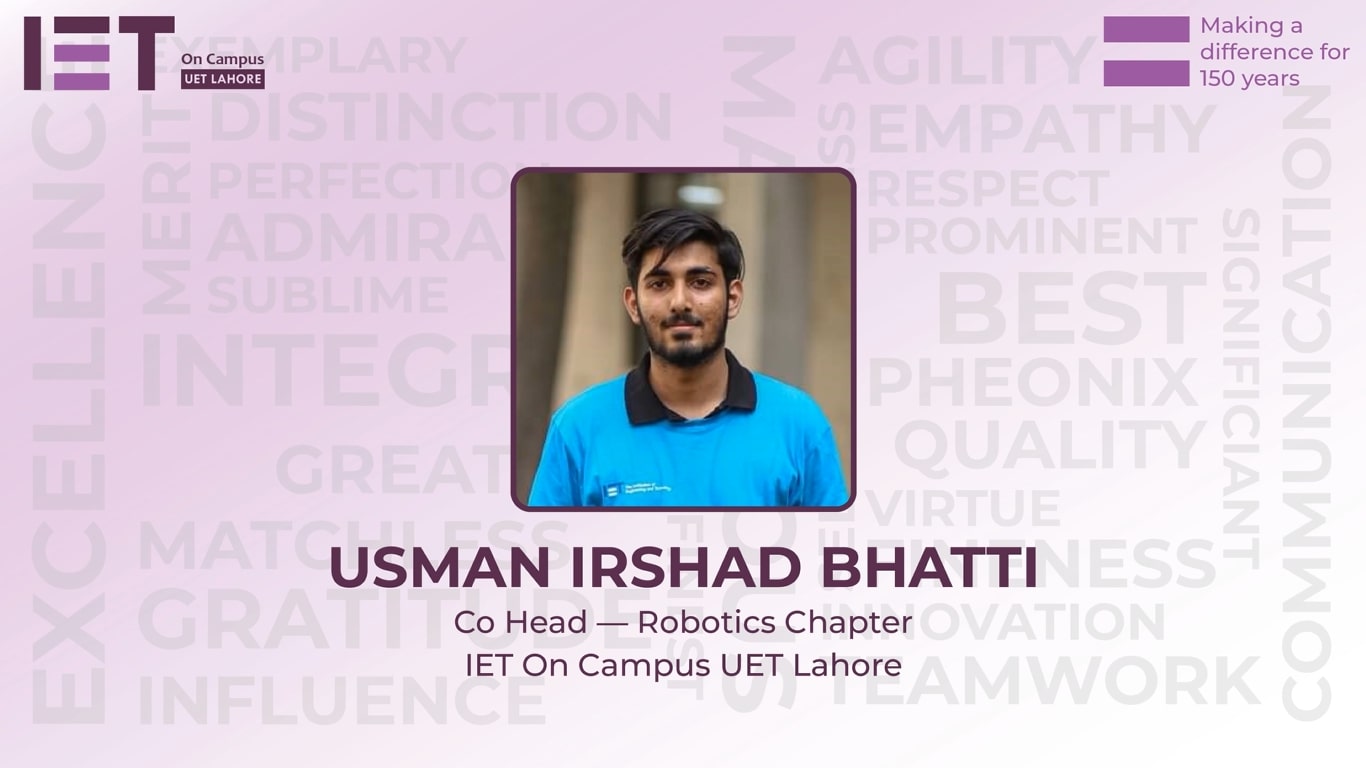 IET
On Campus
UET LAHORE
Making a
difference for
150 years
EXCELLENCE
EXEMPLARY
MERIT
DISTINCTION
PERFECTIO
ADMIRA
SUBLIME
INTEGR
GREAT
MATCHLESS
GRATITUDE
INFLUENCE
AGILITY
EMPATHY
RESPECT
PROMINENT
BEST
PHEONIX
QUALITY
VIRTUE
INNOVATION
TEAMWORK
SIGNIFICIANT
COMMUNICATION
USMAN IRSHAD BHATTI
Co Head — Robotics Chapter
IET On Campus UET Lahore